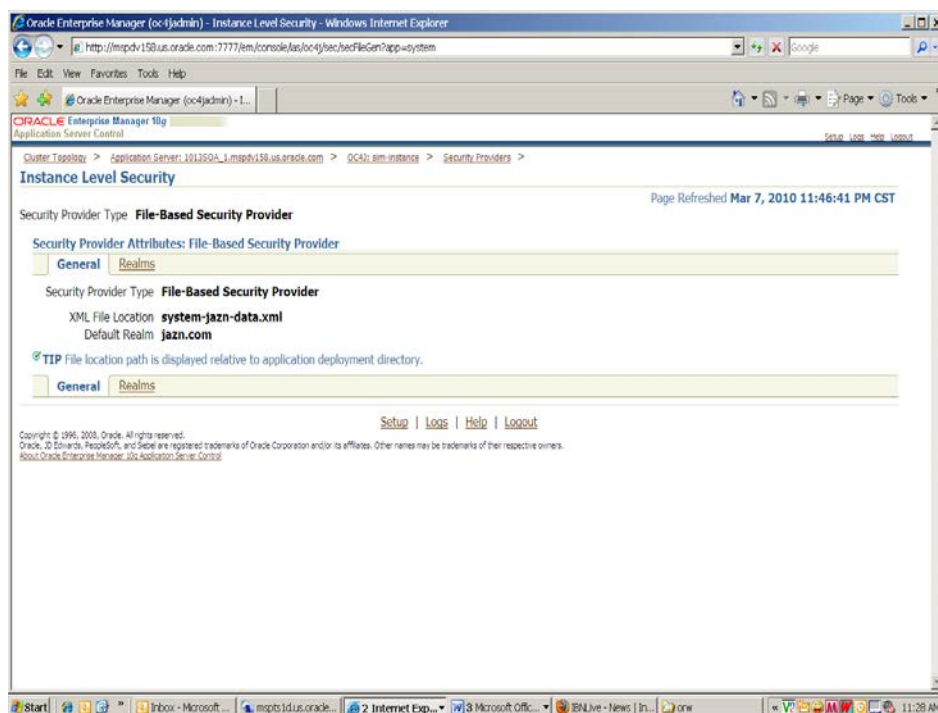 Oracle Enterprise Manager (oc4jadmin) - Instance Level Security - Windows Internet Explorer
http://mspdv158.us.oracle.com:7777/em/console/ias/oc4j/sec/secFileGen?app=system
Google
File Edit View Favorites Tools Help
Oracle Enterprise Manager (oc4jadmin) - I...
Page Tools
ORACLE Enterprise Manager 10g
Application Server Control
Setup Logs Help Logout
Cluster Topology > Application Server: 1013SOA_1.mspdv158.us.oracle.com > OC4J: sim-instance > Security Providers >
Instance Level Security
Page Refreshed Mar 7, 2010 11:46:41 PM CST
Security Provider Type File-Based Security Provider
Security Provider Attributes: File-Based Security Provider
General Realms
Security Provider Type File-Based Security Provider
XML File Location system-jazn-data.xml
Default Realm jazn.com
TIP File location path is displayed relative to application deployment directory.
General Realms
Setup | Logs | Help | Logout
Copyright © 1996, 2008, Oracle. All rights reserved.
Oracle, JD Edwards, PeopleSoft, and Siebel are registered trademarks of Oracle Corporation and/or its affiliates. Other names may be trademarks of their respective owners.
About Oracle Enterprise Manager 10g Application Server Control
Start Inbox - Microsoft ... mspts1d.us.oracle... 2 Internet Exp... 3 Microsoft Offic... IBNLive - News | In... orw 11:28 AM